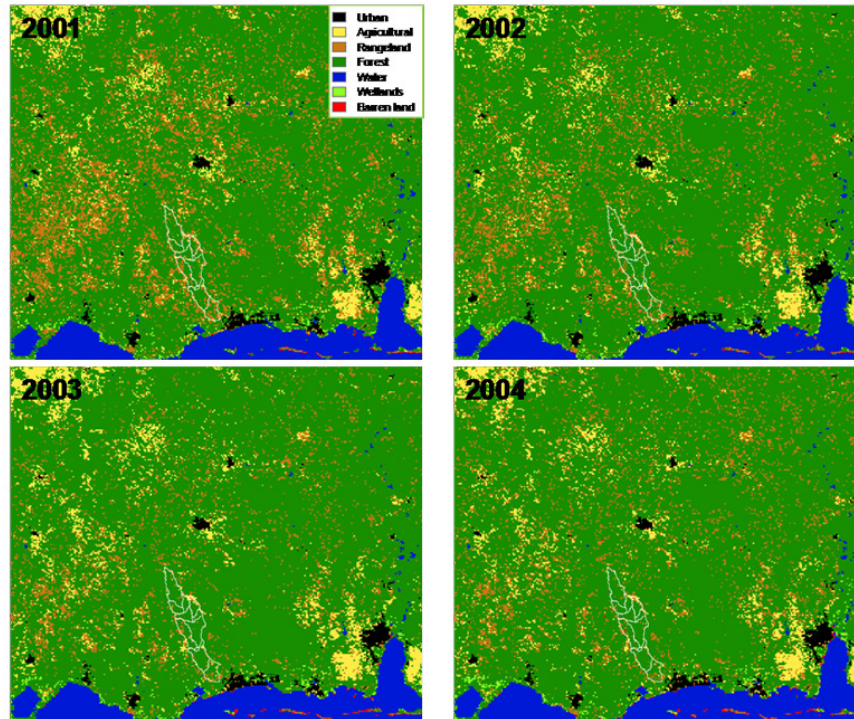 2001
Urban
Agricultural
Rangeland
Forest
Water
Wetlands
Barren land
2002
2003
2004